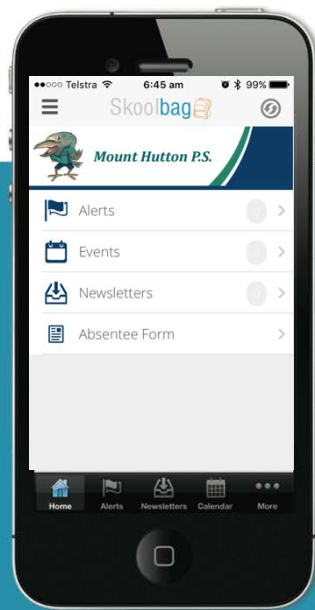 Telstra 6:45 am 99%
Skoolbag
Mount Hutton P.S.
Alerts
Events
Newsletters
Absentee Form
Home Alerts Newsletters Calendar More